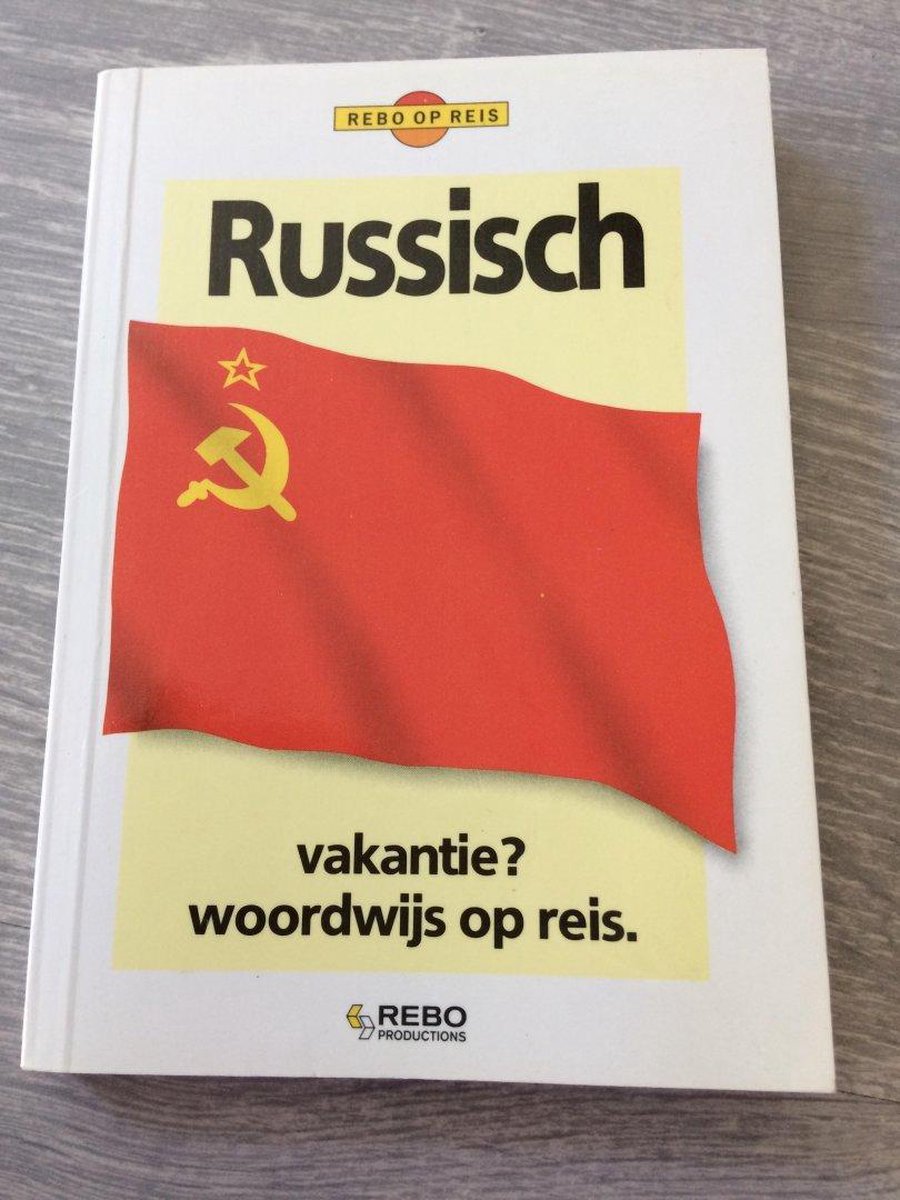 REBO OP REIS
Russisch
vakantie?
woordwijs op reis.
REBO
PRODUCTIONS